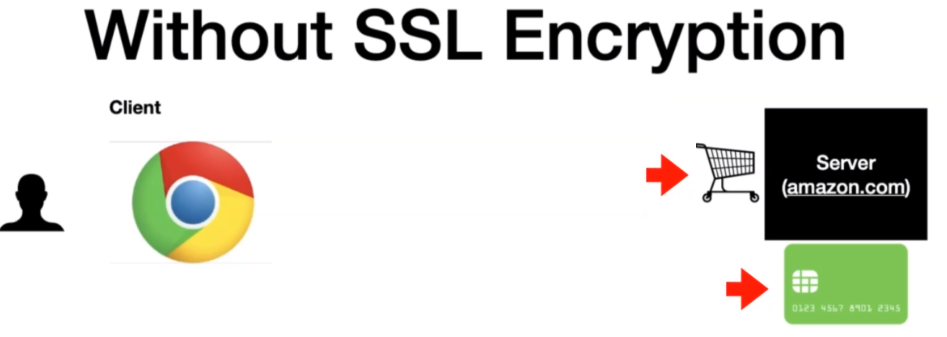 Without SSL Encryption
Client
Server
(amazon.com)
0123 4567 8901 2345